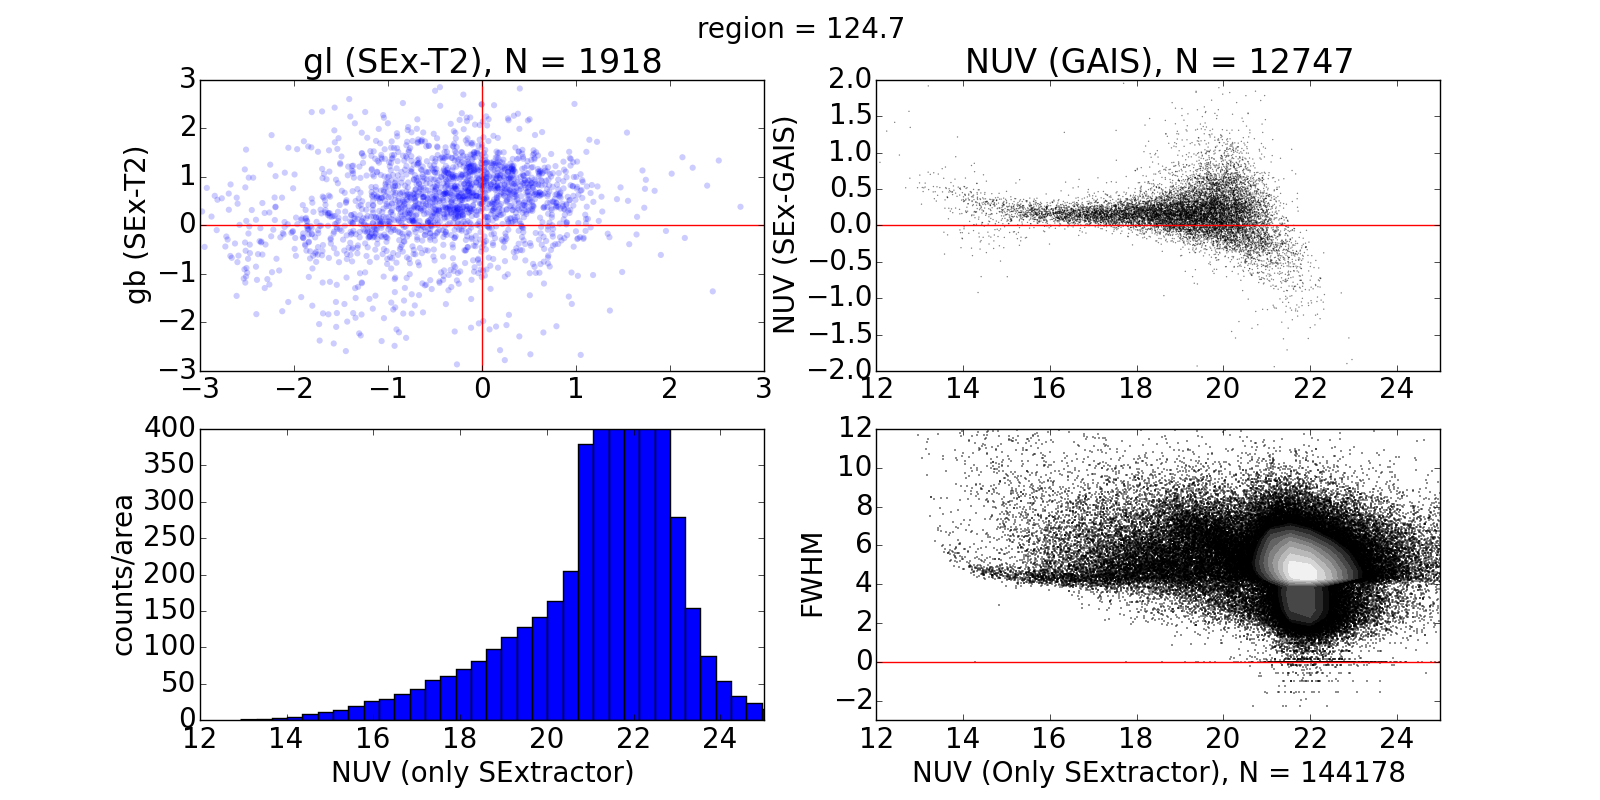 region = 124.7
gl (SEx-T2), N = 1918
NUV (GAIS), N = 12747
gb (SEx-T2)
3
2
1
0
−1
−2
−3
−3 −2 −1 0 1 2 3
NUV (SEx-GAIS)
2.0
1.5
1.0
0.5
0.0
−0.5
−1.0
−1.5
−2.0
12 14 16 18 20 22 24
counts/area
400
350
300
250
200
150
100
50
0
12 14 16 18 20 22 24
NUV (only SExtractor)
FWHM
12
10
8
6
4
2
0
−2
12 14 16 18 20 22 24
NUV (Only SExtractor), N = 144178